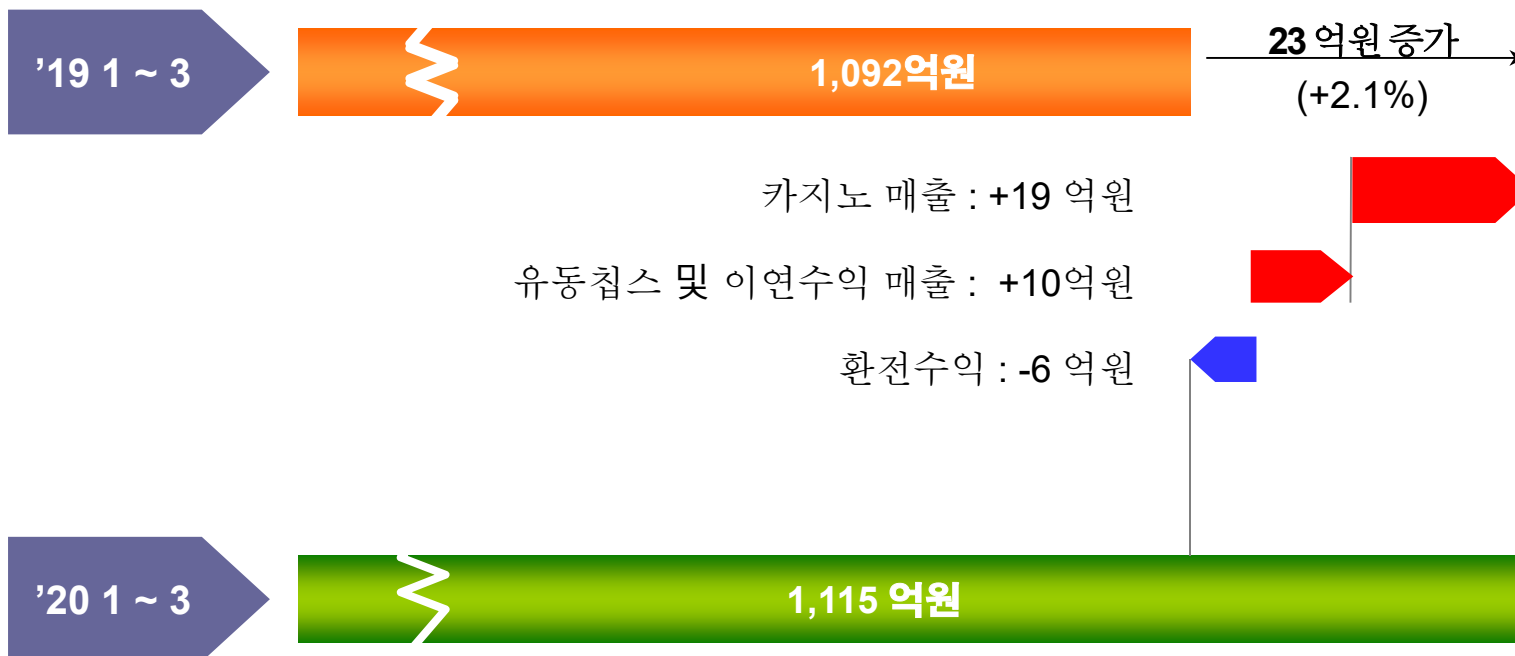 ’19 1 ~ 3
1,092억원
23 억원 증가
(+2.1%)
카지노 매출 : +19 억원
유동칩스 및 이연수익 매출 : +10억원
환전수익 : -6 억원
’20 1 ~ 3
1,115 억원